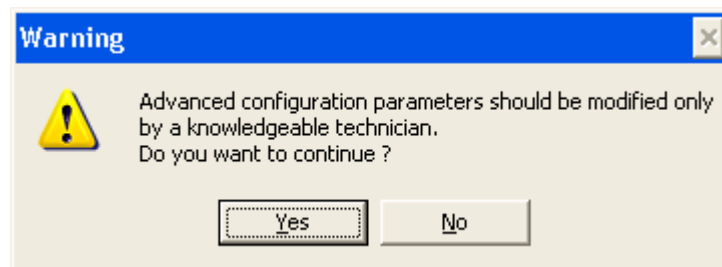 Warning
Advanced configuration parameters should be modified only
by a knowledgeable technician.
Do you want to continue ?
Yes
No